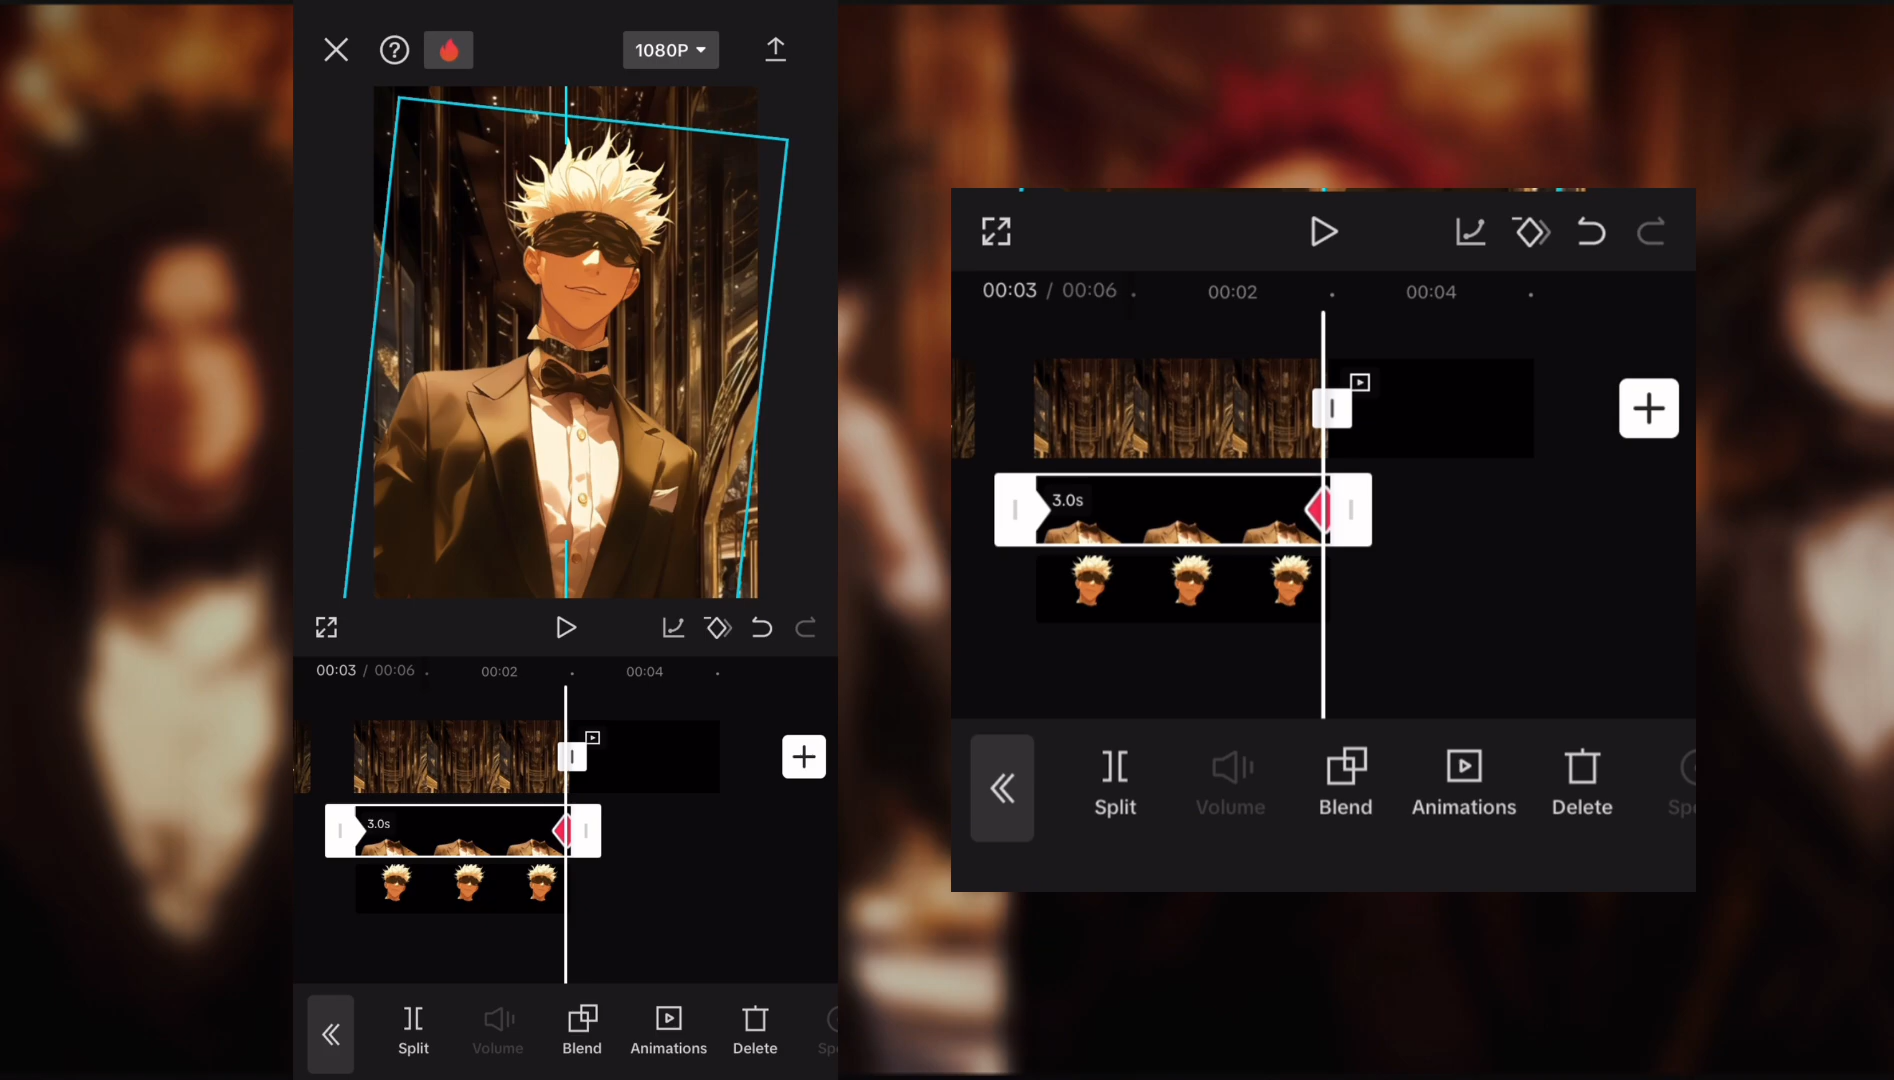 1080P
00:03 / 00:06
00:02
00:04
3.0s
Split
Volume
Blend
Animations
Delete
00:03 / 00:06
00:02
00:04
3.0s
Split
Volume
Blend
Animations
Delete